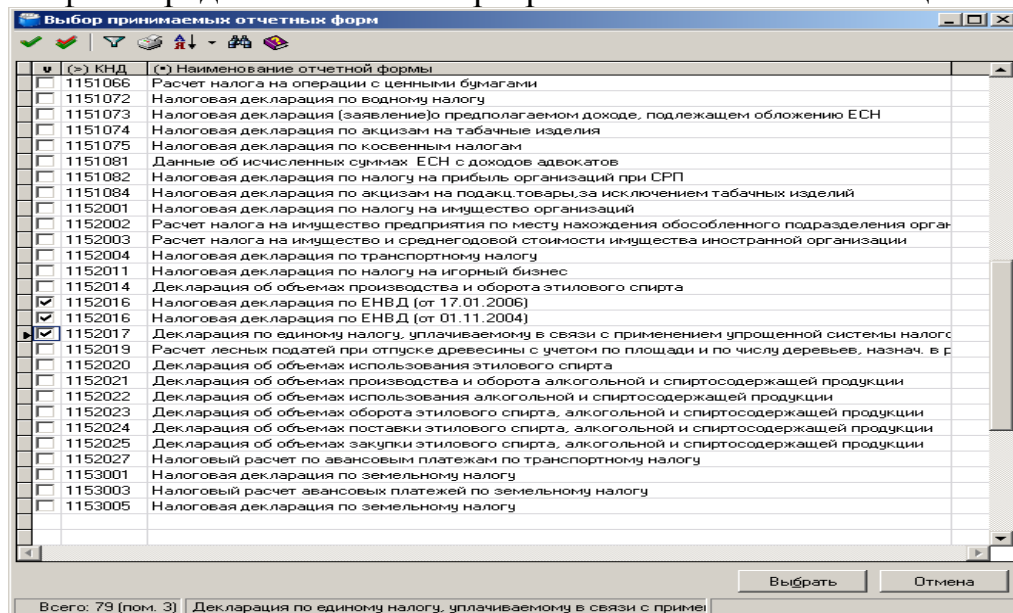 Выбор принимаемых отчетных форм
υ (>) КНД (•) Наименование отчетной формы
1151066 Расчет налога на операции с ценными бумагами
1151072 Налоговая декларация по водному налогу
1151073 Налоговая декларация (заявление)о предполагаемом доходе, подлежащем обложению ЕСН
1151074 Налоговая декларация по акцизам на табачные изделия
1151075 Налоговая декларация по косвенным налогам
1151081 Данные об исчисленных суммах ЕСН с доходов адвокатов
1151082 Налоговая декларация по налогу на прибыль организаций при СРП
1151084 Налоговая декларация по акцизам на подакц.товары,за исключением табачных изделий
1152001 Налоговая декларация по налогу на имущество организаций
1152002 Расчет налога на имущество предприятия по месту нахождения обособленного подразделения орган
1152003 Расчет налога на имущество и среднегодовой стоимости имущества иностранной организации
1152004 Налоговая декларация по транспортному налогу
1152011 Налоговая декларация по налогу на игорный бизнес
1152014 Декларация об объемах производства и оборота этилового спирта
1152016 Налоговая декларация по ЕНВД (от 17.01.2006)
1152016 Налоговая декларация по ЕНВД (от 01.11.2004)
1152017 Декларация по единому налогу, уплачиваемому в связи с применением упрощенной системы налого
1152019 Расчет лесных податей при отпуске древесины с учетом по площади и по числу деревьев, назнач. в р
1152020 Декларация об объемах использования этилового спирта
1152021 Декларация об объемах производства и оборота алкогольной и спиртосодержащей продукции
1152022 Декларация об объемах использования алкогольной и спиртосодержащей продукции
1152023 Декларация об объемах оборота этилового спирта, алкогольной и спиртосодержащей продукции
1152024 Декларация об объемах поставки этилового спирта, алкогольной и спиртосодержащей продукции
1152025 Декларация об объемах закупки этилового спирта, алкогольной и спиртосодержащей продукции
1152027 Налоговый расчет по авансовым платежам по транспортному налогу
1153001 Налоговая декларация по земельному налогу
1153003 Налоговый расчет авансовых платежей по земельному налогу
1153005 Налоговая декларация по земельному налогу
Выбрать Отмена
Всего: 79 (пом. 3) Декларация по единому налогу, уплачиваемому в связи с приме